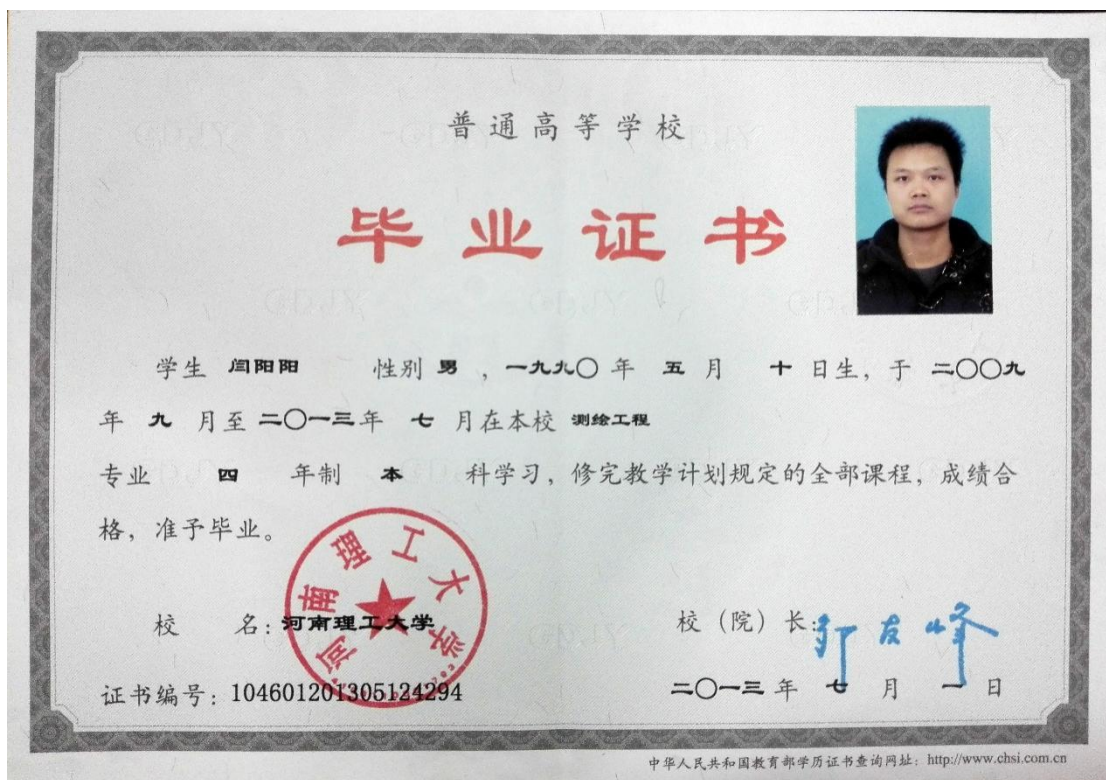 普通高等学校
毕业证书
学生 闫阳阳 性别 男 ，一九九〇 年 五 月 十 日生，于 二〇〇九
年 九 月至 二〇一三年 七 月在本校 测绘工程
专业 四 年制 本 科学习，修完教学计划规定的全部课程，成绩合
格，准予毕业。
河南理工大学
校 名：河南理工大学
校（院）长：邹友峰
证书编号：104601201305124294
二〇一三 年 七 月 一 日
中华人民共和国教育部学历证书查询网址：http://www.chsi.com.cn